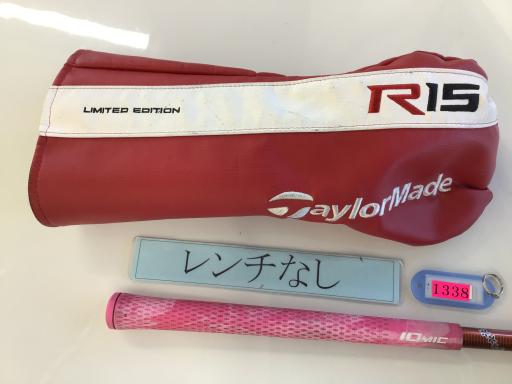 LIMITED EDITION
R15
TaylorMade
レンチなし
1338
IOMIC